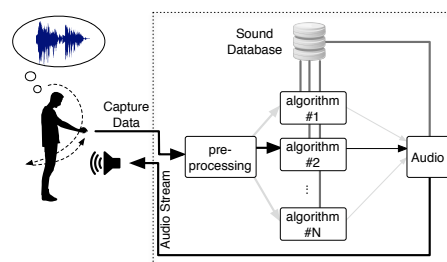 Sound
Database
Capture
Data
algorithm
#1
pre-
processing
algorithm
#2
Audio
...
algorithm
#N
Audio Stream